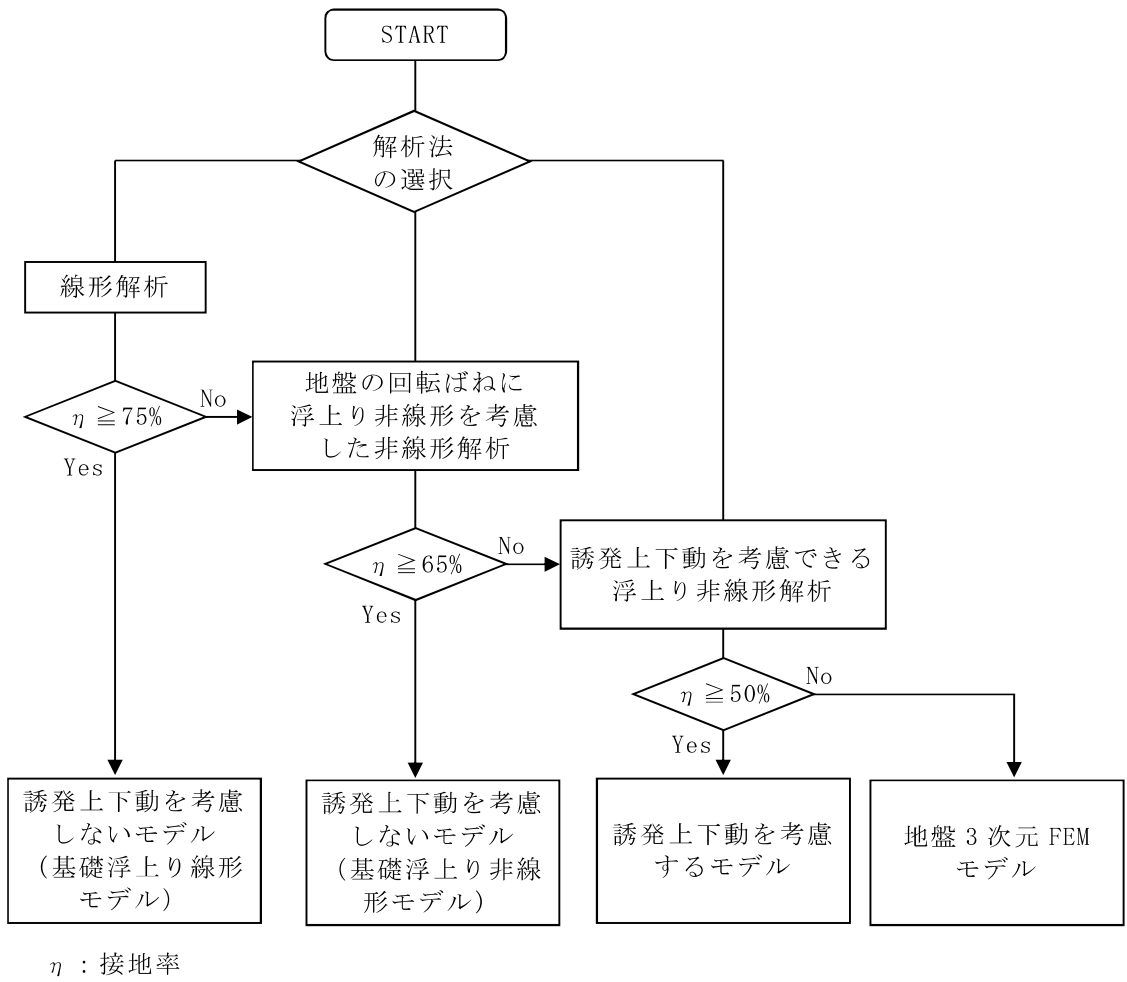 START
解析法
の選択
線形解析
η ≧75%
No
Yes
地盤の回転ばねに
浮上り非線形を考慮
した非線形解析
η ≧65%
No
Yes
誘発上下動を考慮できる
浮上り非線形解析
η ≧50%
No
Yes
誘発上下動を考慮
しないモデル
（基礎浮上り線形
モデル）
誘発上下動を考慮
しないモデル
（基礎浮上り非線
形モデル）
誘発上下動を考慮
するモデル
地盤 3 次元 FEM
モデル
η ：接地率